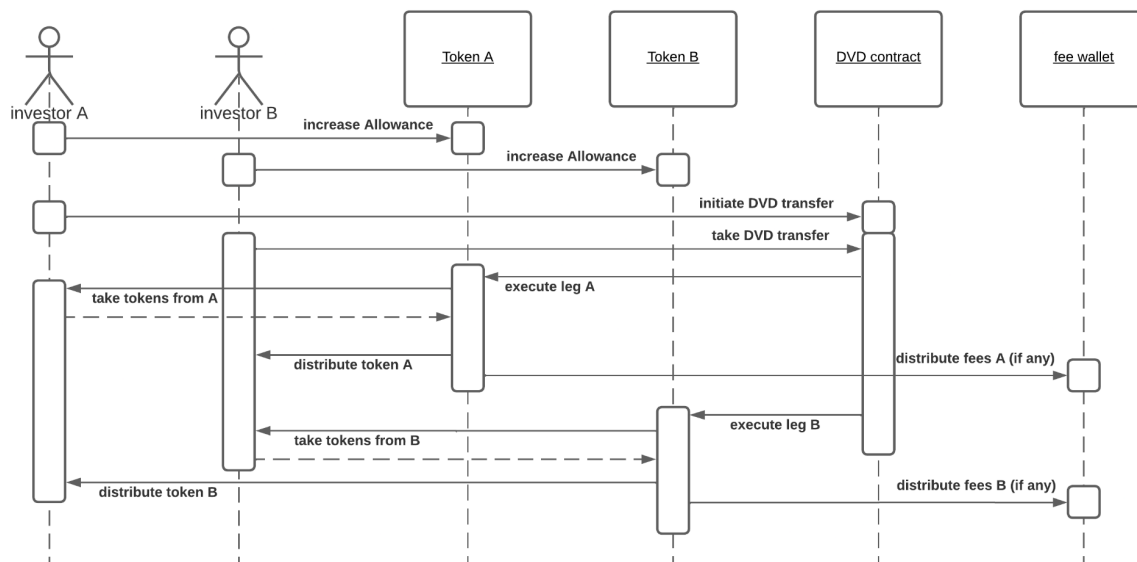 investor A
investor B
Token A
Token B
DVD contract
fee wallet
increase Allowance
increase Allowance
initiate DVD transfer
take DVD transfer
execute leg A
take tokens from A
distribute token A
distribute fees A (if any)
execute leg B
take tokens from B
distribute token B
distribute fees B (if any)